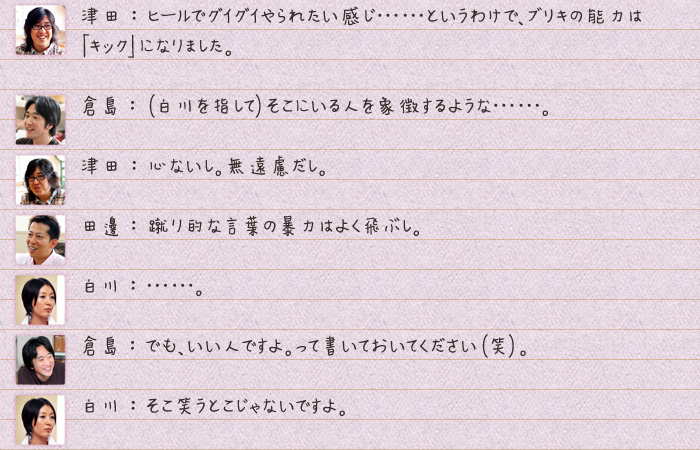 津田：ヒールでグイグイやられたい感じ……というわけで、ブリキの能力は
「キック」になりました。
倉島：(白川を指して)そこにいる人を象徴するような……。
津田：心ないし。無遠慮だし。
田邊：蹴り的な言葉の暴力はよく飛ぶし。
白川：……。
倉島：でも、いい人ですよ。って書いておいてください(笑)。
白川：そこ笑うとこじゃないですよ。